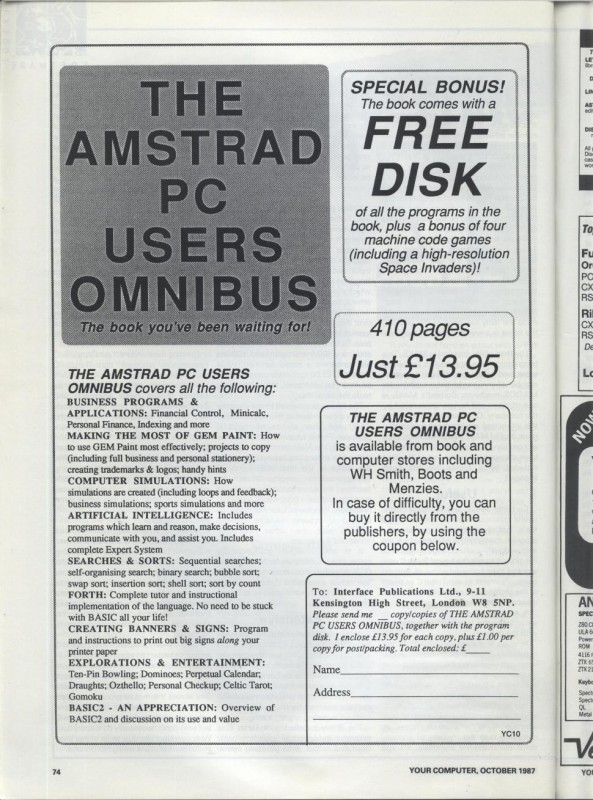 THE
AMSTRAD
PC
USERS
OMNIBUS
The book you've been waiting for!
SPECIAL BONUS!
The book comes with a
FREE
DISK
of all the programs in the
book, plus a bonus of four
machine code games
(including a high-resolution
Space Invaders)!
410 pages
Just £13.95
THE AMSTRAD PC USERS
OMNIBUS covers all the following:
BUSINESS PROGRAMS &
APPLICATIONS: Financial Control, Minicalc,
Personal Finance, Indexing and more
MAKING THE MOST OF GEM PAINT: How
to use GEM Paint most effectively; projects to copy
(including full business and personal stationery);
creating trademarks & logos; handy hints
COMPUTER SIMULATIONS: How
simulations are created (including loops and feedback);
business simulations; sports simulations and more
ARTIFICIAL INTELLIGENCE: Includes
programs which learn and reason, make decisions,
communicate with you, and assist you. Includes
complete Expert System
SEARCHES & SORTS: Sequential searches;
self-organising search; binary search; bubble sort;
swap sort; insertion sort; shell sort; sort by count
FORTH: Complete tutor and instructional
implementation of the language. No need to be stuck
with BASIC all your life!
CREATING BANNERS & SIGNS: Program
and instructions to print out big signs along your
printer paper
EXPLORATIONS & ENTERTAINMENT:
Ten-Pin Bowling; Dominoes; Perpetual Calendar;
Draughts; Ozthello; Personal Checkup; Celtic Tarot;
Gomoku
BASIC2 - AN APPRECIATION: Overview of
BASIC2 and discussion on its use and value
THE AMSTRAD PC
USERS OMNIBUS
is available from book and
computer stores including
WH Smith, Boots and
Menzies.
In case of difficulty, you can
buy it directly from the
publishers, by using the
coupon below.
To: Interface Publications Ltd., 9-11
Kensington High Street, London W8 5NP.
Please send me __ copy/copies of THE AMSTRAD
PC USERS OMNIBUS, together with the program
disk. I enclose £13.95 for each copy, plus £1.00 per
copy for post/packing. Total enclosed: £_____
Name
Address
YC10
74
YOUR COMPUTER, OCTOBER 1987
NOW